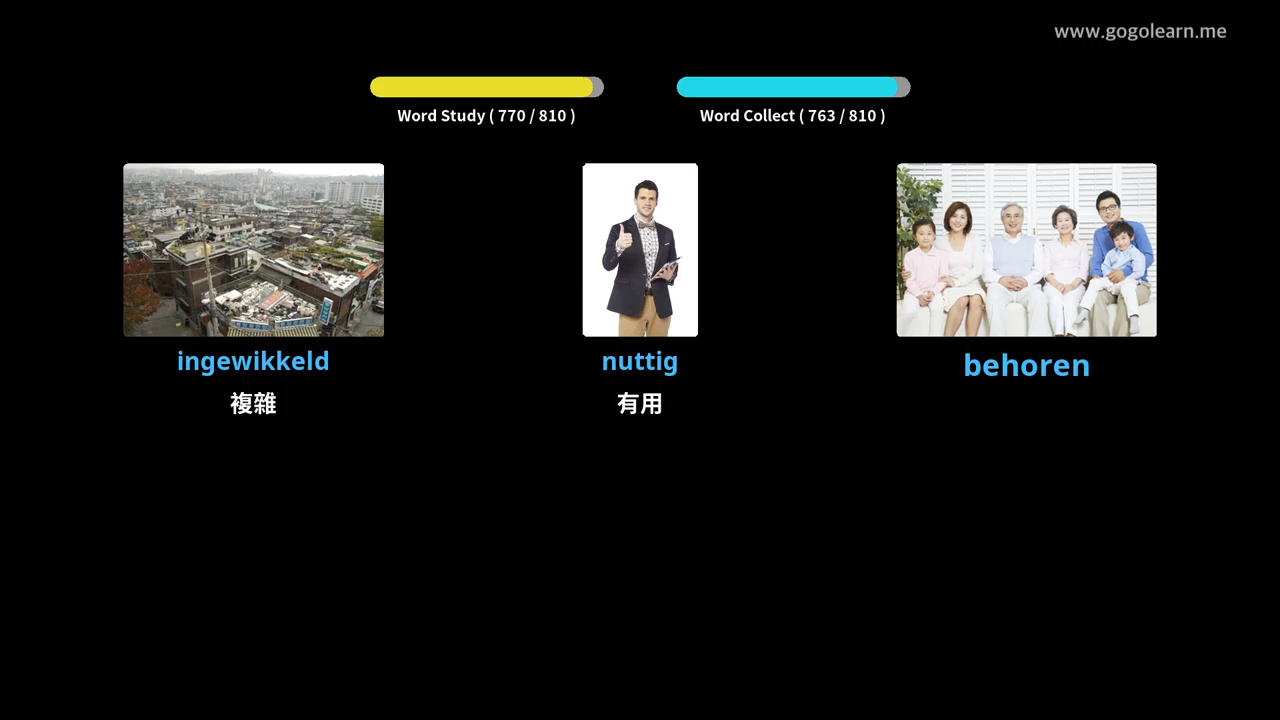 www.gogolearn.me
Word Study ( 770 / 810 )
Word Collect ( 763 / 810 )
ingewikkeld
複雜
nuttig
有用
behoren